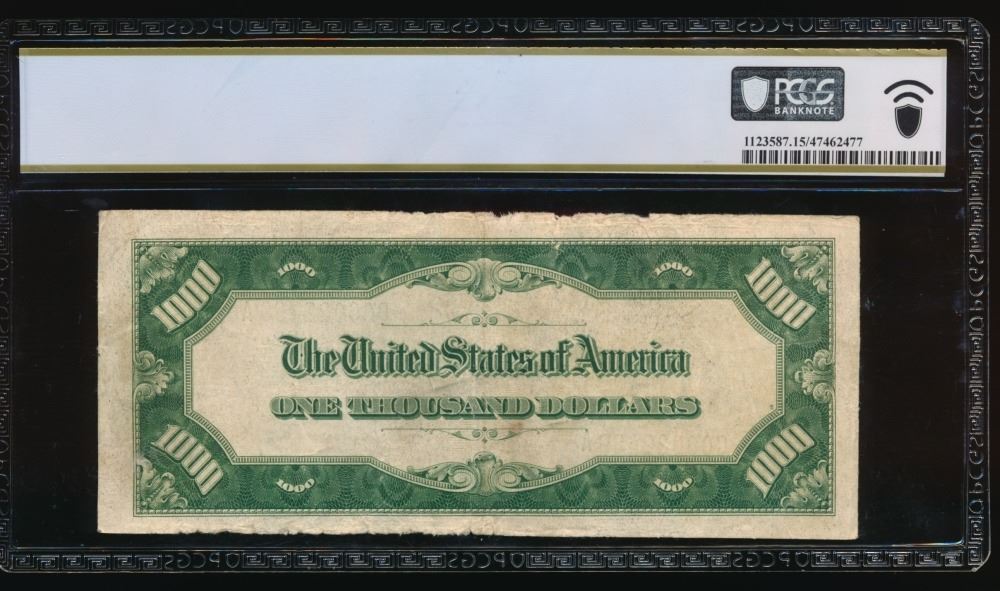 PCGS
BANKNOTE
1123587.15/47462477
1000 1000 1000 1000
The United States of America
ONE THOUSAND DOLLARS
1000 1000 1000 1000